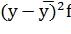 (y − y̅)²f